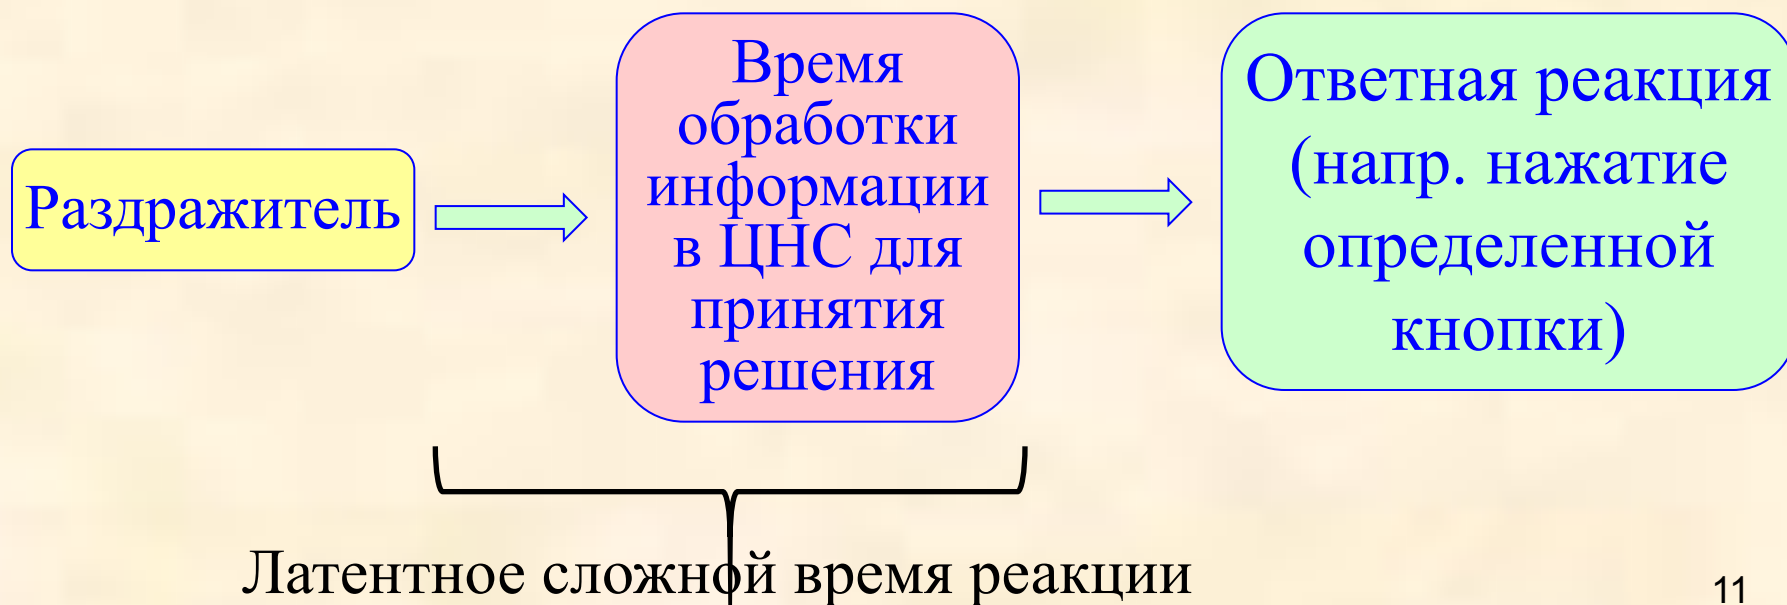 Раздражитель
Время
обработки
информации
в ЦНС для
принятия
решения
Ответная реакция
(напр. нажатие
определенной
кнопки)
Латентное сложной время реакции
11